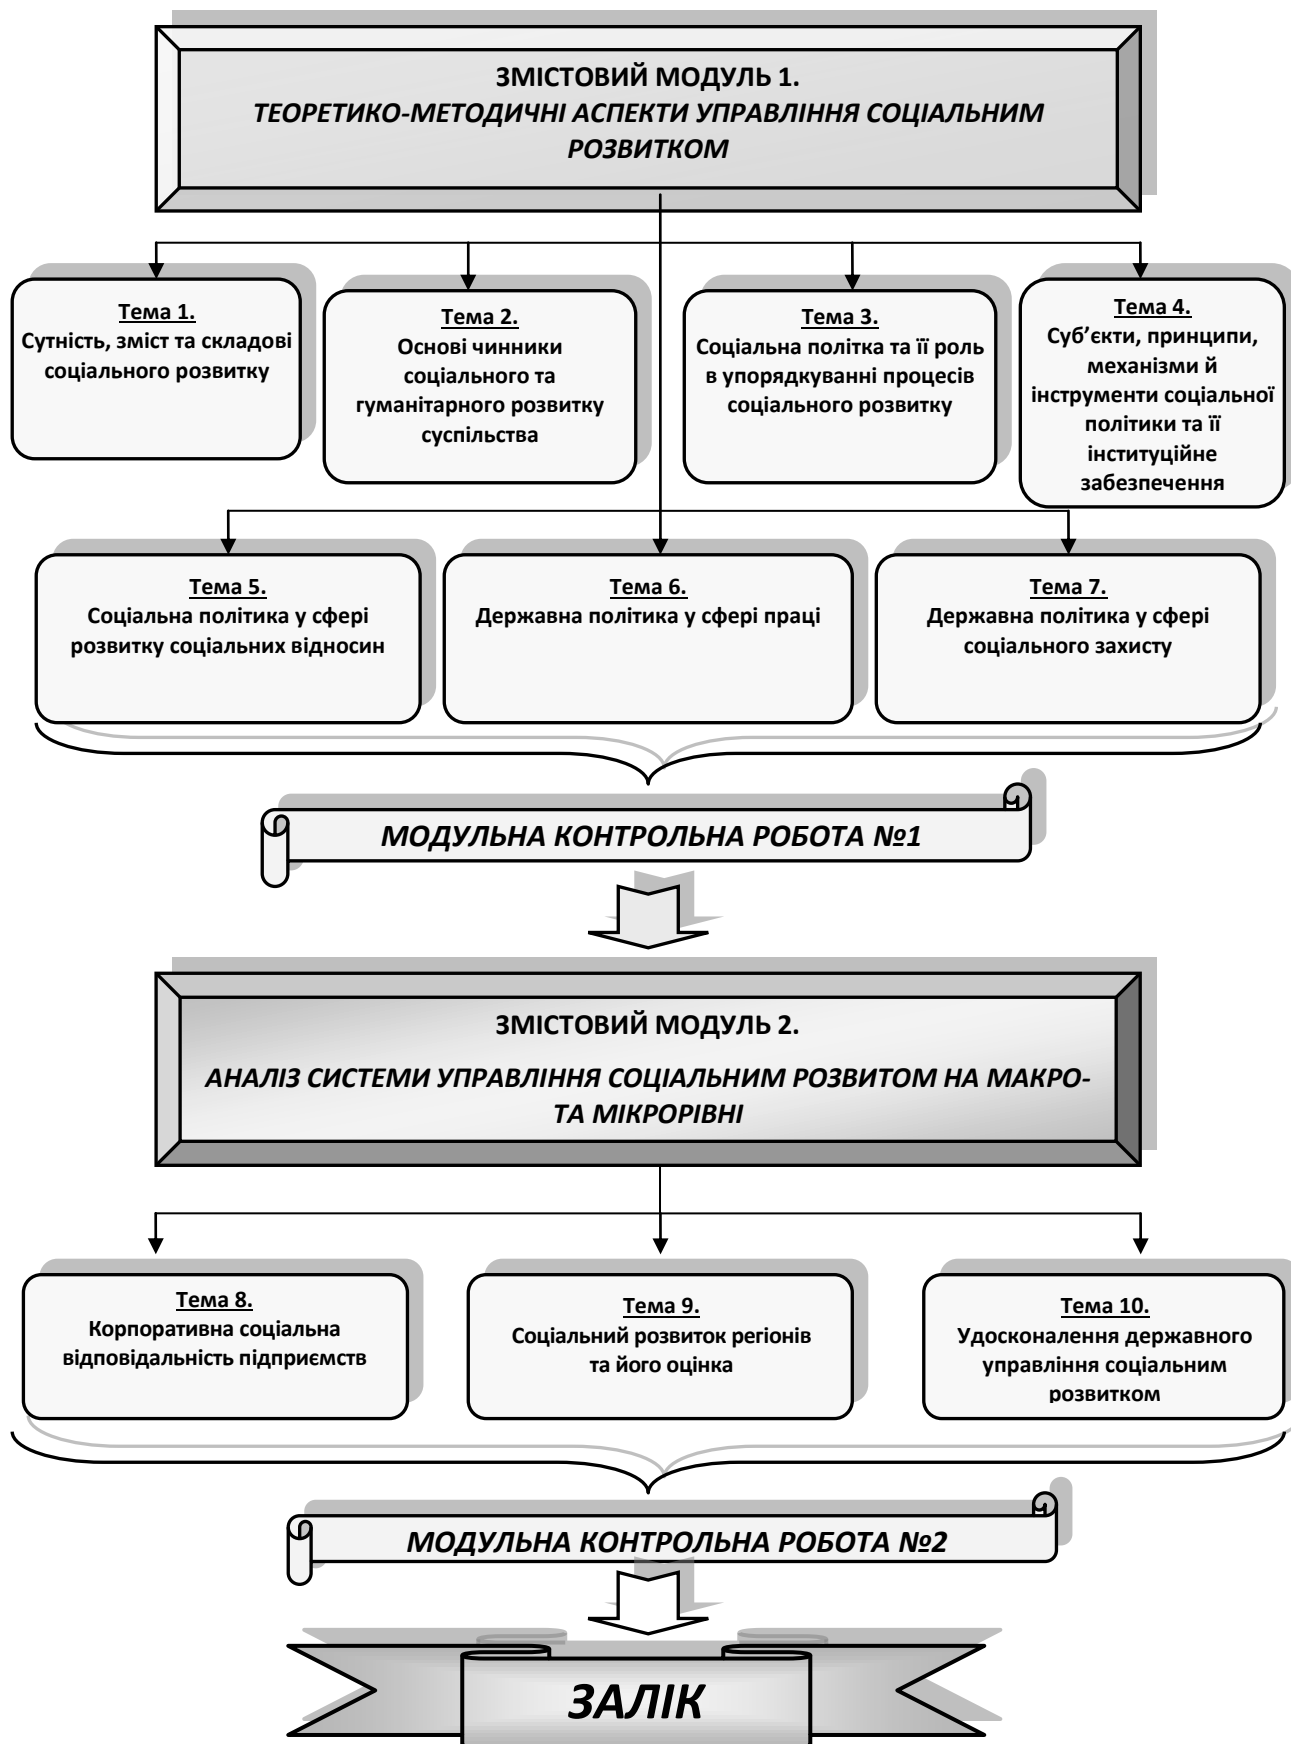 ЗМІСТОВИЙ МОДУЛЬ 1.
ТЕОРЕТИКО-МЕТОДИЧНІ АСПЕКТИ УПРАВЛІННЯ СОЦІАЛЬНИМ
РОЗВИТКОМ
Тема 1.
Сутність, зміст та складові
соціального розвитку
Тема 2.
Основі чинники
соціального та
гуманітарного розвитку
суспільства
Тема 3.
Соціальна політка та її роль
в упорядкуванні процесів
соціального розвитку
Тема 4.
Суб’єкти, принципи,
механізми й
інструменти соціальної
політики та її
інституційне
забезпечення
Тема 5.
Соціальна політика у сфері
розвитку соціальних відносин
Тема 6.
Державна політика у сфері праці
Тема 7.
Державна політика у сфері
соціального захисту
МОДУЛЬНА КОНТРОЛЬНА РОБОТА №1
ЗМІСТОВИЙ МОДУЛЬ 2.
АНАЛІЗ СИСТЕМИ УПРАВЛІННЯ СОЦІАЛЬНИМ РОЗВИТОМ НА МАКРО-
ТА МІКРОРІВНІ
Тема 8.
Корпоративна соціальна
відповідальність підприємств
Тема 9.
Соціальний розвиток регіонів
та його оцінка
Тема 10.
Удосконалення державного
управління соціальним
розвитком
МОДУЛЬНА КОНТРОЛЬНА РОБОТА №2
ЗАЛІК